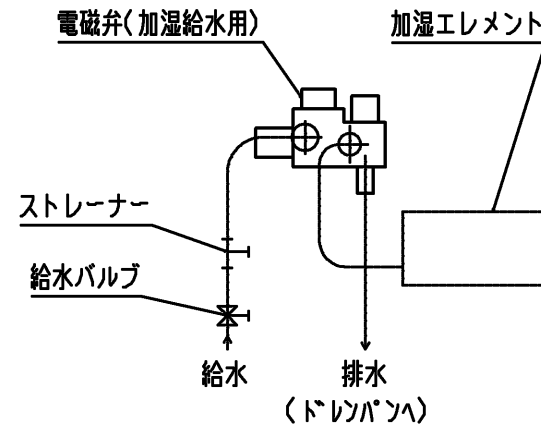 電磁弁(加湿給水用)
加湿エレメント
ストレーナー
給水バルブ
給水
排水
(ドレンパンへ)